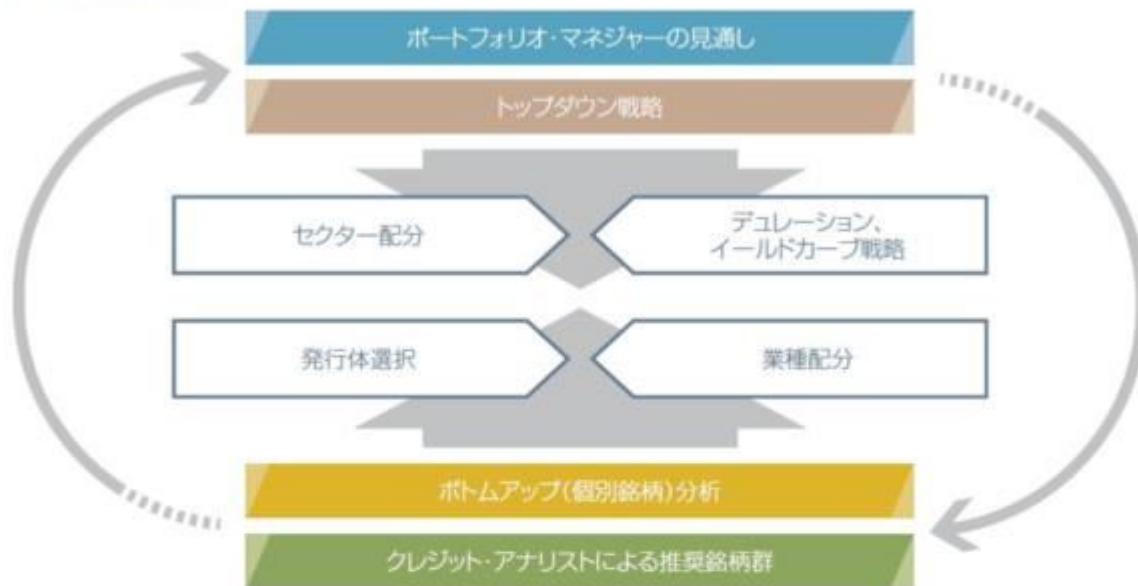 ポートフォリオ・マネジャーの見通し
トップダウン戦略
セクター配分
デュレーション、
イールドカーブ戦略
発行体選択
業種配分
ボトムアップ(個別銘柄)分析
クレジット・アナリストによる推奨銘柄群